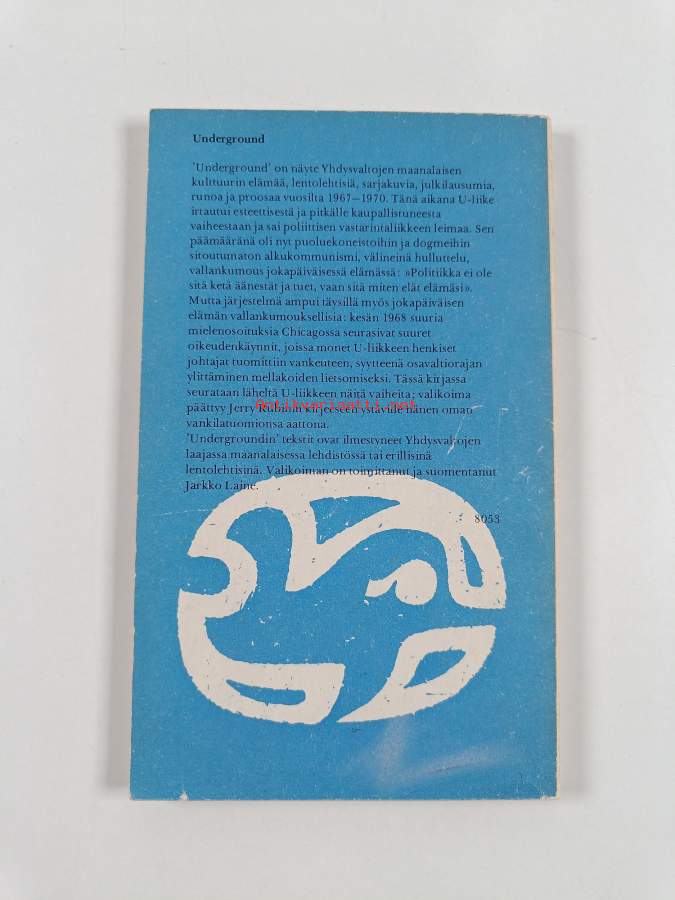 Underground
'Underground' on näyte Yhdysvaltojen maanalaisen
kulttuurin elämää, lentolehtisiä, sarjakuvia, julkilausumia,
runoa ja proosaa vuosilta 1967—1970. Tänä aikana U-liike
irtautui esteettisestä ja pitkälle kaupallistuneesta
vaiheestaan ja sai poliittisen vastarintaliikkeen leimaa. Sen
päämääränä oli nyt puoluekoneistoihin ja dogmeihin
sitoutumaton alkukommunismi, välineinä hulluttelu,
vallankumous jokapäiväisessä elämässä: »Politiikka ei ole
sitä ketä äänestät ja tuet, vaan sitä miten elät elämäsi».
Mutta järjestelmä ampui täysillä myös jokapäiväisen
elämän vallankumouksellisia: kesän 1968 suuria
mielenosoituksia Chicagossa seurasivat suuret
oikeudenkäynnit, joissa monet U-liikkeen henkiset
johtajat tuomittiin vankeuteen, syytteenä osavaltiorajan
ylittäminen mellakoiden lietsomiseksi. Tässä kirjassa
seurataan läheltä U-liikkeen näitä vaiheita; valikoima
päättyy Jerry Rubinin kirjeeseen ystäville hänen oman
vankilatuomionsa aattona.
'Undergroundin' tekstit ovat ilmestyneet Yhdysvaltojen
laajassa maanalaisessa lehdistössä tai erillisinä
lentolehtisinä. Valikoiman on toimittanut ja suomentanut
Jarkko Laine.
8053
Antikvariaatti.net